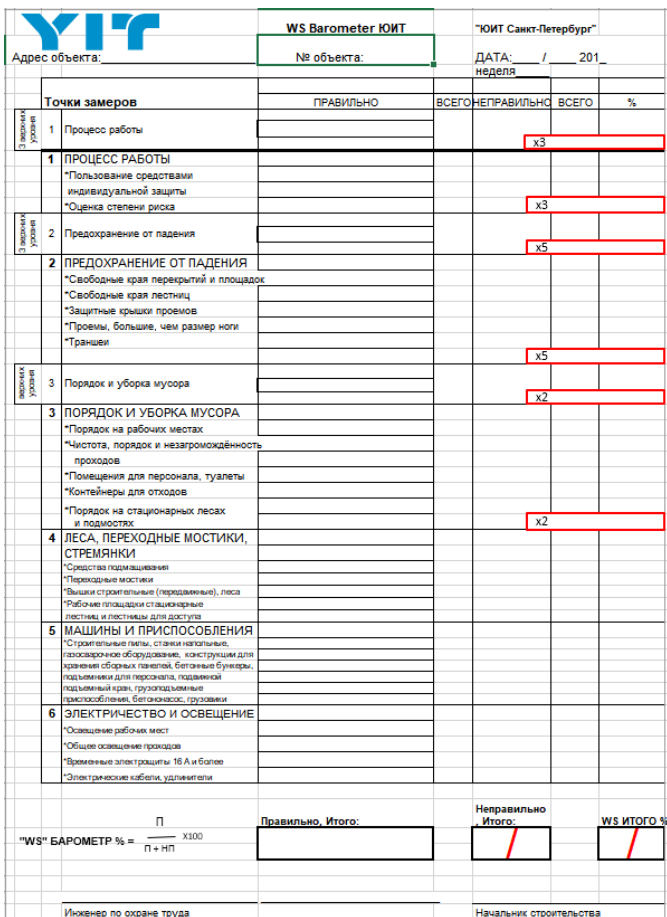 YIT
WS Barometer ЮИТ
"ЮИТ Санкт-Петербург"
Адрес объекта:____________________
№ объекта:
ДАТА:____ /____ 201_
неделя_____
Точки замеров
ПРАВИЛЬНО
ВСЕГО
НЕПРАВИЛЬНО
ВСЕГО
%
3 верхних
уровня
1 Процесс работы
x3
1 ПРОЦЕСС РАБОТЫ
*Пользование средствами
индивидуальной защиты
*Оценка степени риска
x3
3 верхних
уровня
2 Предохранение от падения
x5
2 ПРЕДОХРАНЕНИЕ ОТ ПАДЕНИЯ
*Свободные края перекрытий и площадок
*Свободные края лестниц
*Защитные крышки проемов
*Проемы, большие, чем размер ноги
*Траншеи
x5
верхних
уровня
3 Порядок и уборка мусора
x2
3 ПОРЯДОК И УБОРКА МУСОРА
*Порядок на рабочих местах
*Чистота, порядок и незагромождённость
проходов
*Помещения для персонала, туалеты
*Контейнеры для отходов
*Порядок на стационарных лесах
и подмостях
x2
4 ЛЕСА, ПЕРЕХОДНЫЕ МОСТИКИ,
СТРЕМЯНКИ
*Средства подмащивания
*Переходные мостики
*Вышки строительные (передвижные), леса
*Рабочие площадки стационарные
лестниц и лестницы для доступа
5 МАШИНЫ И ПРИСПОСОБЛЕНИЯ
*Строительные пилы, станки напольные,
газосварочное оборудование, конструкции для
хранения сборных панелей, бетонные бункеры,
подъемники для персонала, подвижной
подъемный кран, грузоподъемные
приспособления, бетононасос, грузовики
6 ЭЛЕКТРИЧЕСТВО И ОСВЕЩЕНИЕ
*Освещение рабочих мест
*Общее освещение проходов
*Временные электрощиты 16 А и более
*Электрические кабели, удлинители
"WS" БАРОМЕТР % =
П
П + НП
X100
Правильно, Итого:
Неправильно
, Итого:
WS ИТОГО %
/
/
Инженер по охране труда
Начальник строительства